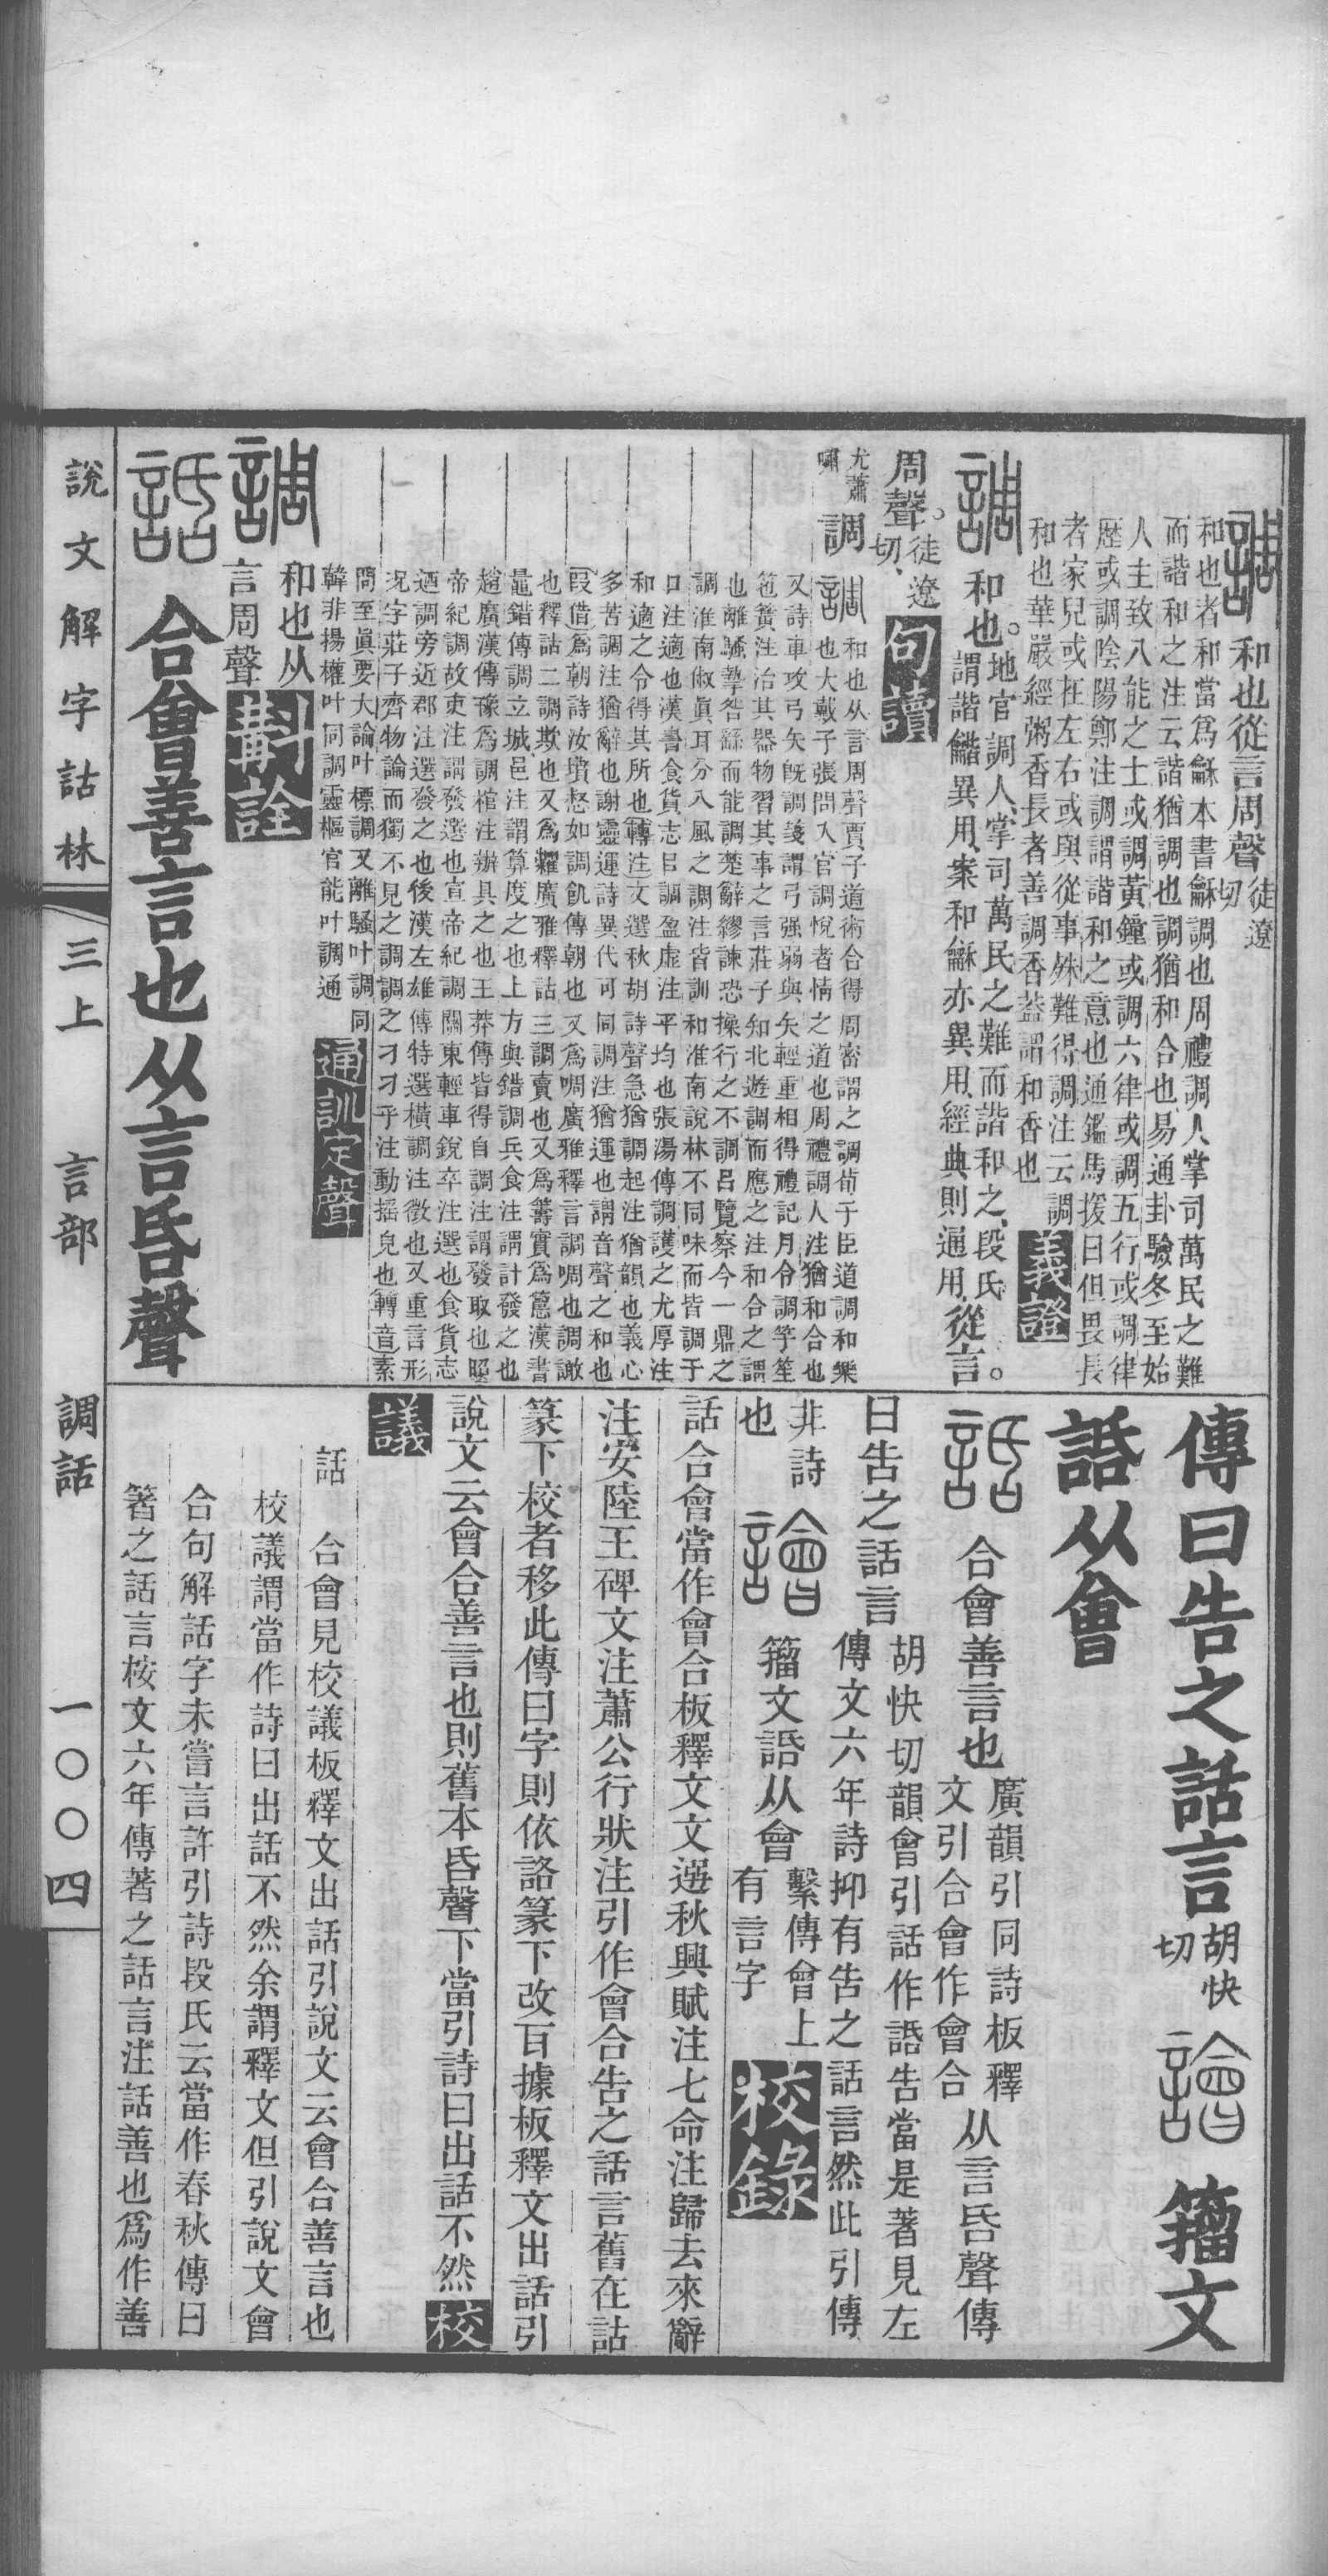 調和也從言周聲徒遼切
和也者和當爲龢本書龢調也周禮調人掌司萬民之難
而諧和之注云諧猶調也調猶和合也易通卦驗冬至始
人主致八能之士或調黃鐘或調六律或調五行或調律
歷或調陰陽鄭注調謂諧和之意也通鑑馬援曰但畏長
者家兒或在左右或與從事殊難得調注云調
和也華嚴經粥香長者善調香葢謂和香也
義證
調和也。地官調人、掌司萬民之難而諧和之、段氏
謂諧龤異用、案和龢亦異用、經典則通用、從言。
周聲。徒遼切、
句讀
尤蕭嘯
調
調和也从言周聲賈子道術合得周密謂之調荀子臣道調和樂
也大戴子張問入官調悅者情之道也周禮調人注猶和合也
又詩車攻弓矢旣調箋謂弓强弱與矢輕重相得禮記月令調竽笙
笆簧注治其器物習其事之言莊子知北遊調而應之注和合之謂
也離騷摯咎繇而能調楚辭繆諫恐操行之不調呂覽察今一鼎之
調淮南俶眞耳分八風之調注皆訓和淮南說林不同味而皆調于
口注適也漢書食貨志㠯調盈虛注平均也張湯傳調護之尤厚注
和適之令得其所也轉注文選秋胡詩聲急猶調起注猶韻也義心
多苦調注猶辭也謝靈運詩異代可同調注猶運也謂音聲之和也
叚借爲朝詩汝墳惄如調飢傳朝也又爲啁廣雅釋言調啁也調譀
也釋詁二調欺也又爲糶廣雅釋詁三調賣也又爲籌實爲簺漢書
鼂錯傳調立城邑注謂算度之也上方與錯調兵食注謂計發之也
趙廣漢傳豫爲調棺注辦具之也王莽傳皆得自調注謂發取也昭
帝紀調故吏注謂發選也宣帝紀調關東輕車銳卒注選也食貨志
迺調旁近郡注選發之也後漢左雄傳特選橫調注徵也又重言形
況字莊子齊物論而獨不見之調調之刁刁乎注動搖皃也轉音素
問至眞要大論叶標調又離騷叶調同
韓非揚權叶同調靈樞官能叶調通
通訓定聲
調和也从
言周聲
斠詮
話合會善言也从言𠯑聲
傳曰告之話言胡快切譮籀文
䛡从會
話合會善言也廣韻引同詩板釋
文引合會作會合从言𠯑聲傳
曰告之話言胡快切韻會引話作䛡告當是著見左
傳文六年詩抑有告之話言然此引傳
非詩也
譮籀文䛡从會繫傳會上
有言字
校錄
話合會當作會合板釋文文選秋興賦注七命注歸去來辭
注安陸王碑文注蕭公行狀注引作會合告之話言舊在詁
篆下校者移此傳曰字則依詻篆下改百據板釋文出話引
說文云會合善言也則舊本𠯑聲下當引詩曰出話不然校
議
話合會見校議板釋文出話引說文云會合善言也
校議謂當作詩曰出話不然余謂釋文但引說文會
合句解話字未嘗言許引詩段氏云當作春秋傳曰
箸之話言桉文六年傳著之話言注話善也爲作善
說文解字詁林
三上 言部
調話
一〇〇四